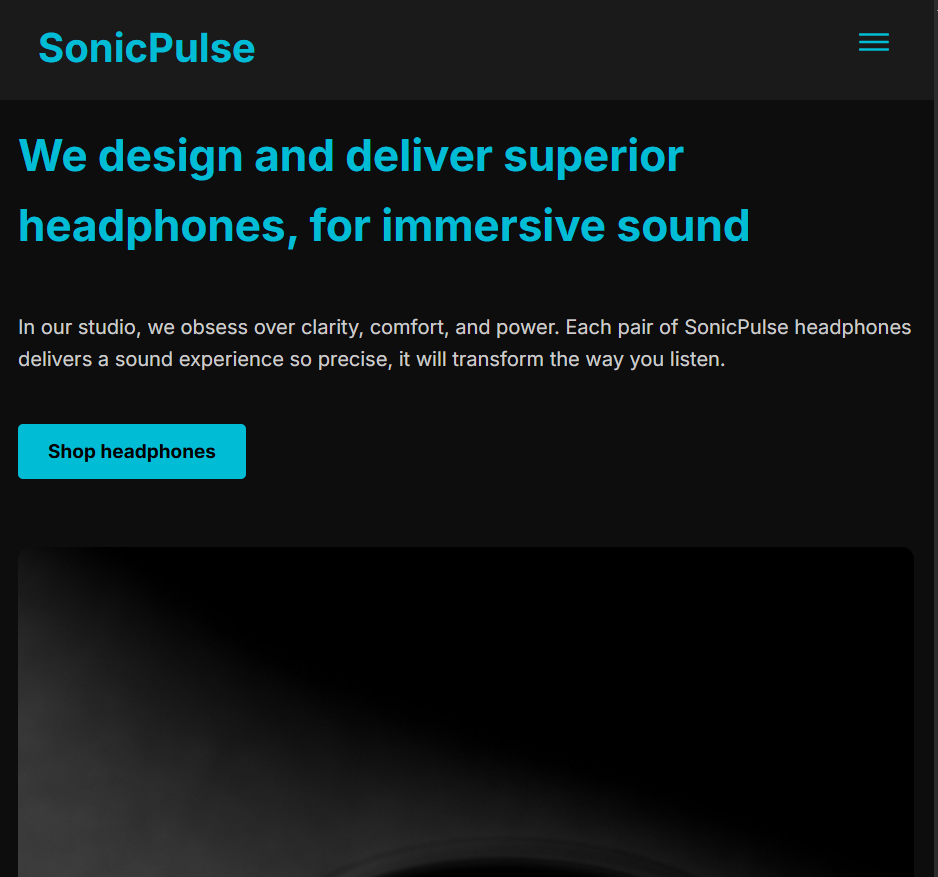 SonicPulse
We design and deliver superior
headphones, for immersive sound
In our studio, we obsess over clarity, comfort, and power. Each pair of SonicPulse headphones
delivers a sound experience so precise, it will transform the way you listen.
Shop headphones